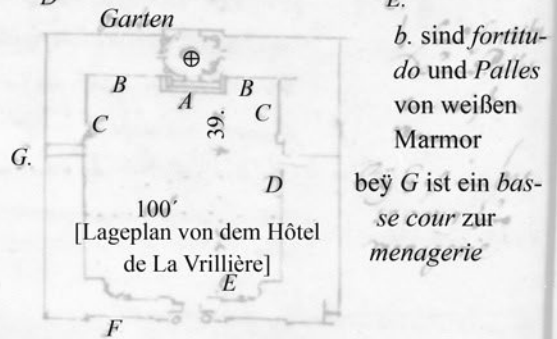 Garten
B
B
A
C
39.
C
G.
D
100´
[Lageplan von dem Hôtel
de La Vrillière]
E
F
E.
b. sind fortitu-
do und Palles
von weißen
Marmor
beÿ G ist ein bas-
se cour zur
menagerie